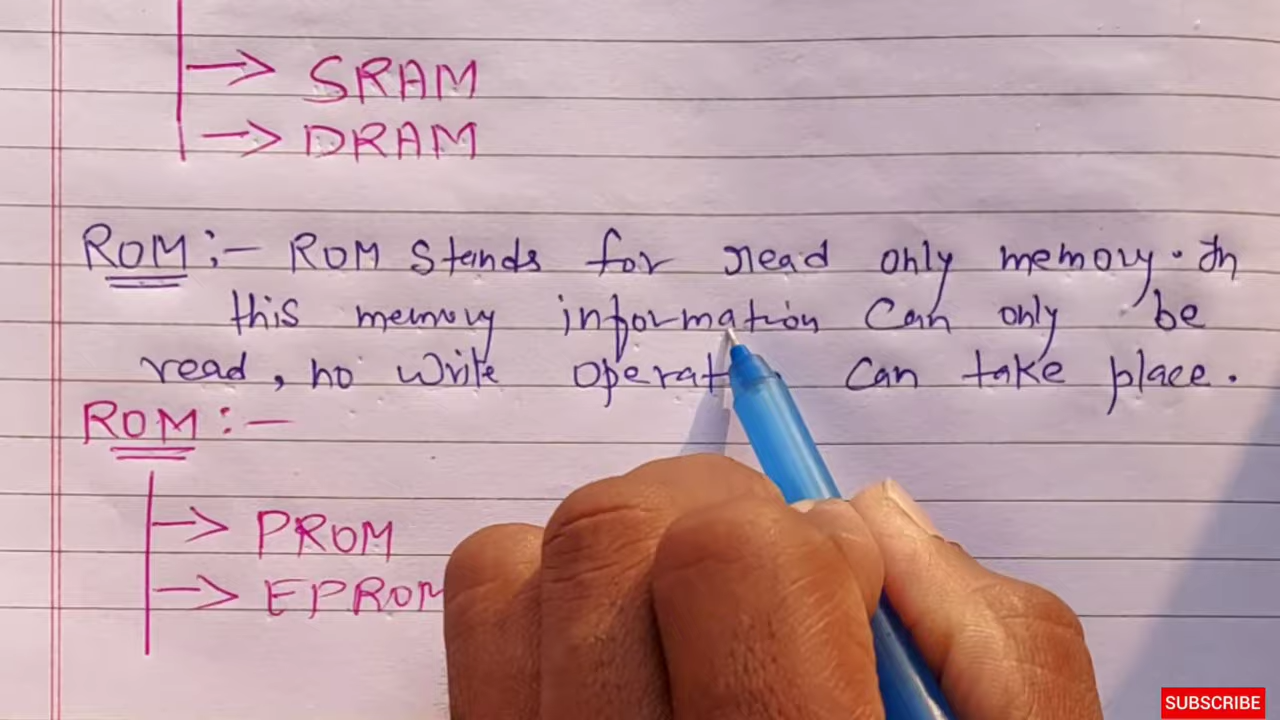 → SRAM
→ DRAM
ROM :- ROM stands for read only memory. In
this memory information can only be
read, no write operat can take place.
ROM :-
→ PROM
→ EPROM
SUBSCRIBE